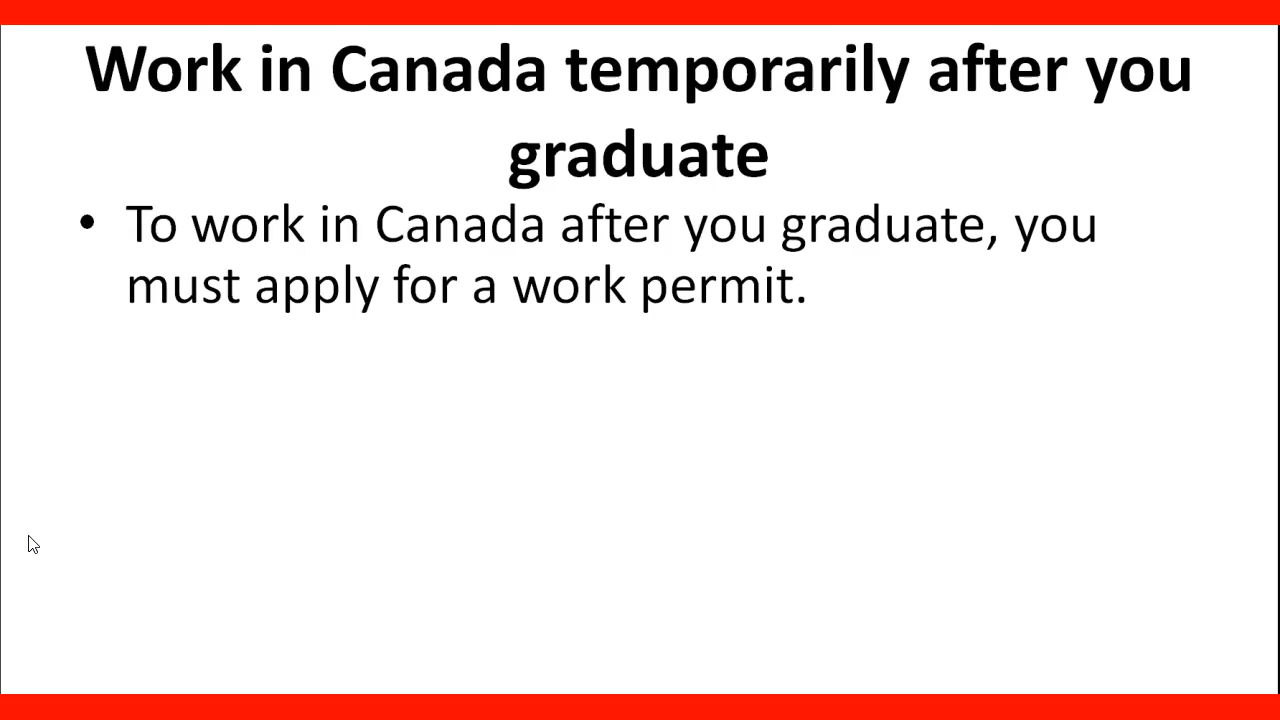 Work in Canada temporarily after you
graduate
• To work in Canada after you graduate, you
must apply for a work permit.